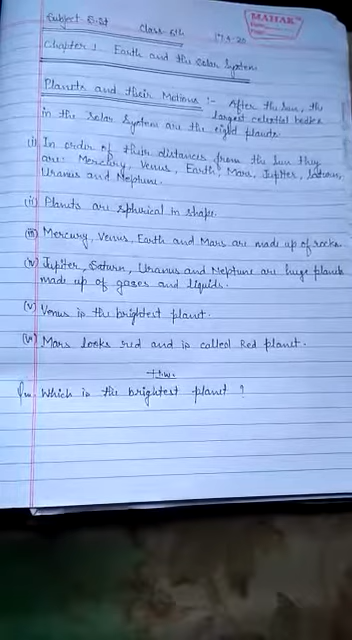 Subject S.St Class 6th 17.4.20
MAHAK
Chapter 1. Earth and the Solar System
Planets and their Motions :- After the Sun, the
largest celestial bodies
in the solar system are the eight planets.
(i) In order of their distances from the Sun they
are: Mercury, Venus, Earth, Mars, Jupiter, Saturn,
Uranus and Neptune.
(ii) Planets are spherical in shape.
(iii) Mercury, Venus, Earth and Mars are made up of rocks.
(iv) Jupiter, Saturn, Uranus and Neptune are huge planets
made up of gases and liquids.
(v) Venus is the brightest planet.
(vi) Mars looks red and is called Red planet.
H.w.
Que. Which is the brightest planet ?